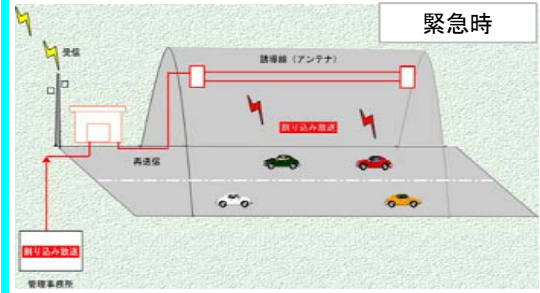 緊急時
受信
誘導線（アンテナ）
割り込み放送
再送信
割り込み放送
管理事務所